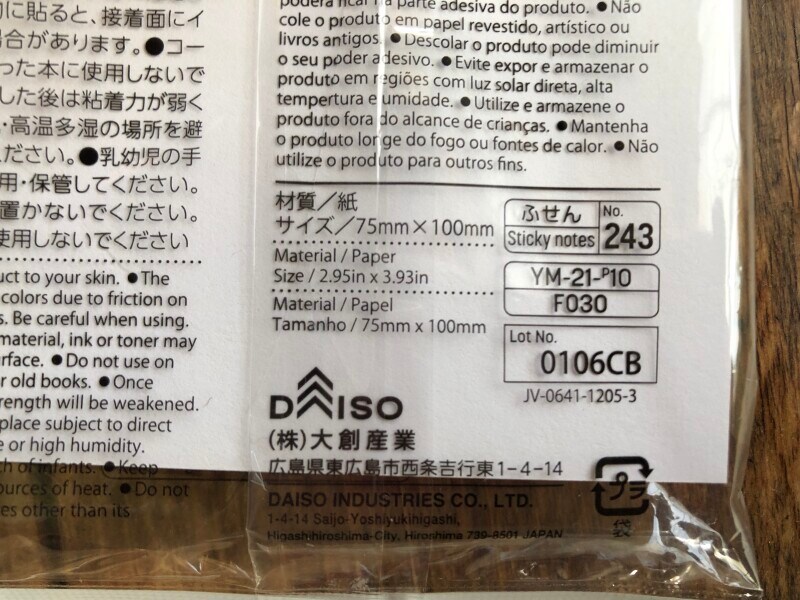 に貼ると、接着面にイ
場合があります。●コー
った本に使用しないで
した後は粘着力が弱く
・高温多湿の場所を避
ださい。●乳幼児の手
用・保管してください。
置かないでください。
使用しないでください
uct to your skin. ● The
colors due to friction on
s. Be careful when using.
material, ink or toner may
rface. ● Do not use on
r old books. ● Once
rength will be weakened.
place subject to direct
e or high humidity.
ch of infants. ● Keep
ources of heat. ● Do not
es other than its
poderá ficar na parte adesiva do produto. ● Não
cole o produto em papel revestido, artístico ou
livros antigos. ● Descolar o produto pode diminuir
o seu poder adesivo. ● Evite expor e armazenar o
produto em regiões com luz solar direta, alta
temperatura e umidade. ● Utilize e armazene o
produto fora do alcance de crianças. ● Mantenha
o produto longe do fogo ou fontes de calor. ● Não
utilize o produto para outros fins.
材質／紙
サイズ／75mm×100mm
Material / Paper
Size / 2.95in x 3.93in
Material / Papel
Tamanho / 75mm x 100mm
ふせん
Sticky notes
No.
243
YM-21-P10
F030
Lot No.
0106CB
JV-0641-1205-3
DAISO
(株)大創産業
広島県東広島市西条吉行東1-4-14
DAISO INDUSTRIES CO., LTD.
1-4-14 Saijo-Yoshiyukihigashi,
Higashihiroshima-City, Hiroshima 739-8501 JAPAN
プラ
袋